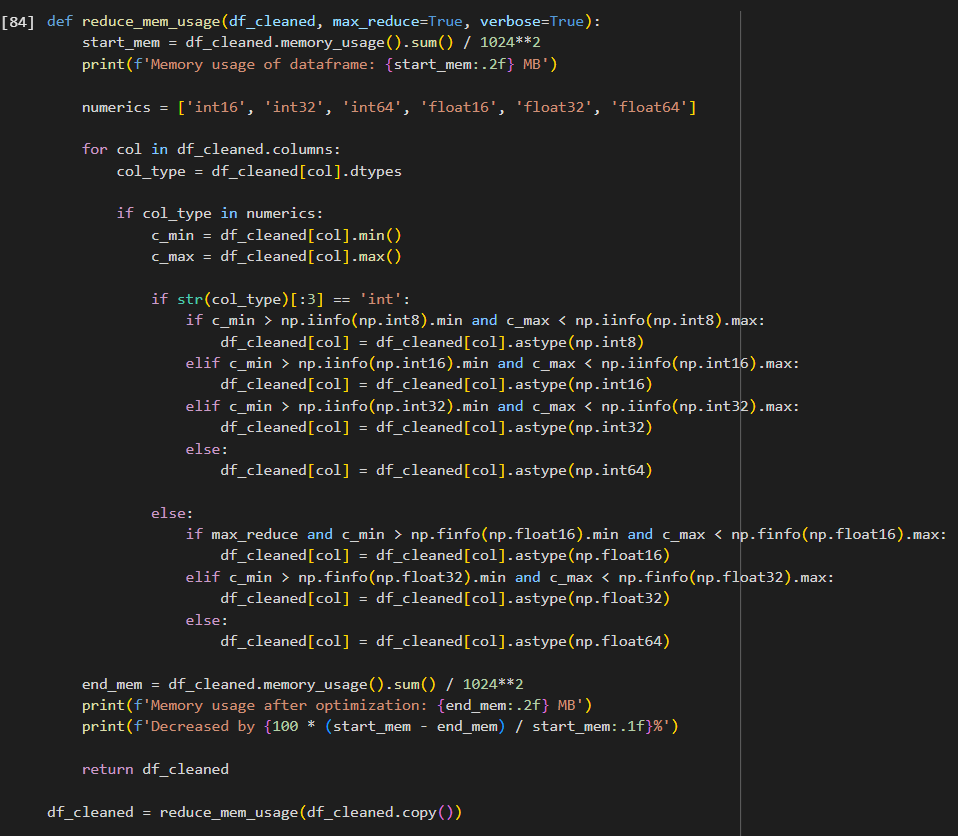 [84] def reduce_mem_usage(df_cleaned, max_reduce=True, verbose=True):
    start_mem = df_cleaned.memory_usage().sum() / 1024**2
    print(f'Memory usage of dataframe: {start_mem:.2f} MB')

    numerics = ['int16', 'int32', 'int64', 'float16', 'float32', 'float64']

    for col in df_cleaned.columns:
        col_type = df_cleaned[col].dtypes

        if col_type in numerics:
            c_min = df_cleaned[col].min()
            c_max = df_cleaned[col].max()

            if str(col_type)[:3] == 'int':
                if c_min > np.iinfo(np.int8).min and c_max < np.iinfo(np.int8).max:
                    df_cleaned[col] = df_cleaned[col].astype(np.int8)
                elif c_min > np.iinfo(np.int16).min and c_max < np.iinfo(np.int16).max:
                    df_cleaned[col] = df_cleaned[col].astype(np.int16)
                elif c_min > np.iinfo(np.int32).min and c_max < np.iinfo(np.int32).max:
                    df_cleaned[col] = df_cleaned[col].astype(np.int32)
                else:
                    df_cleaned[col] = df_cleaned[col].astype(np.int64)

            else:
                if max_reduce and c_min > np.finfo(np.float16).min and c_max < np.finfo(np.float16).max:
                    df_cleaned[col] = df_cleaned[col].astype(np.float16)
                elif c_min > np.finfo(np.float32).min and c_max < np.finfo(np.float32).max:
                    df_cleaned[col] = df_cleaned[col].astype(np.float32)
                else:
                    df_cleaned[col] = df_cleaned[col].astype(np.float64)

    end_mem = df_cleaned.memory_usage().sum() / 1024**2
    print(f'Memory usage after optimization: {end_mem:.2f} MB')
    print(f'Decreased by {100 * (start_mem - end_mem) / start_mem:.1f}%')

    return df_cleaned

df_cleaned = reduce_mem_usage(df_cleaned.copy())